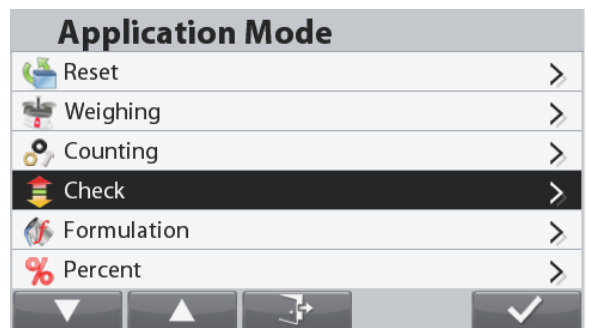 Application Mode
Reset
Weighing
Counting
Check
Formulation
Percent